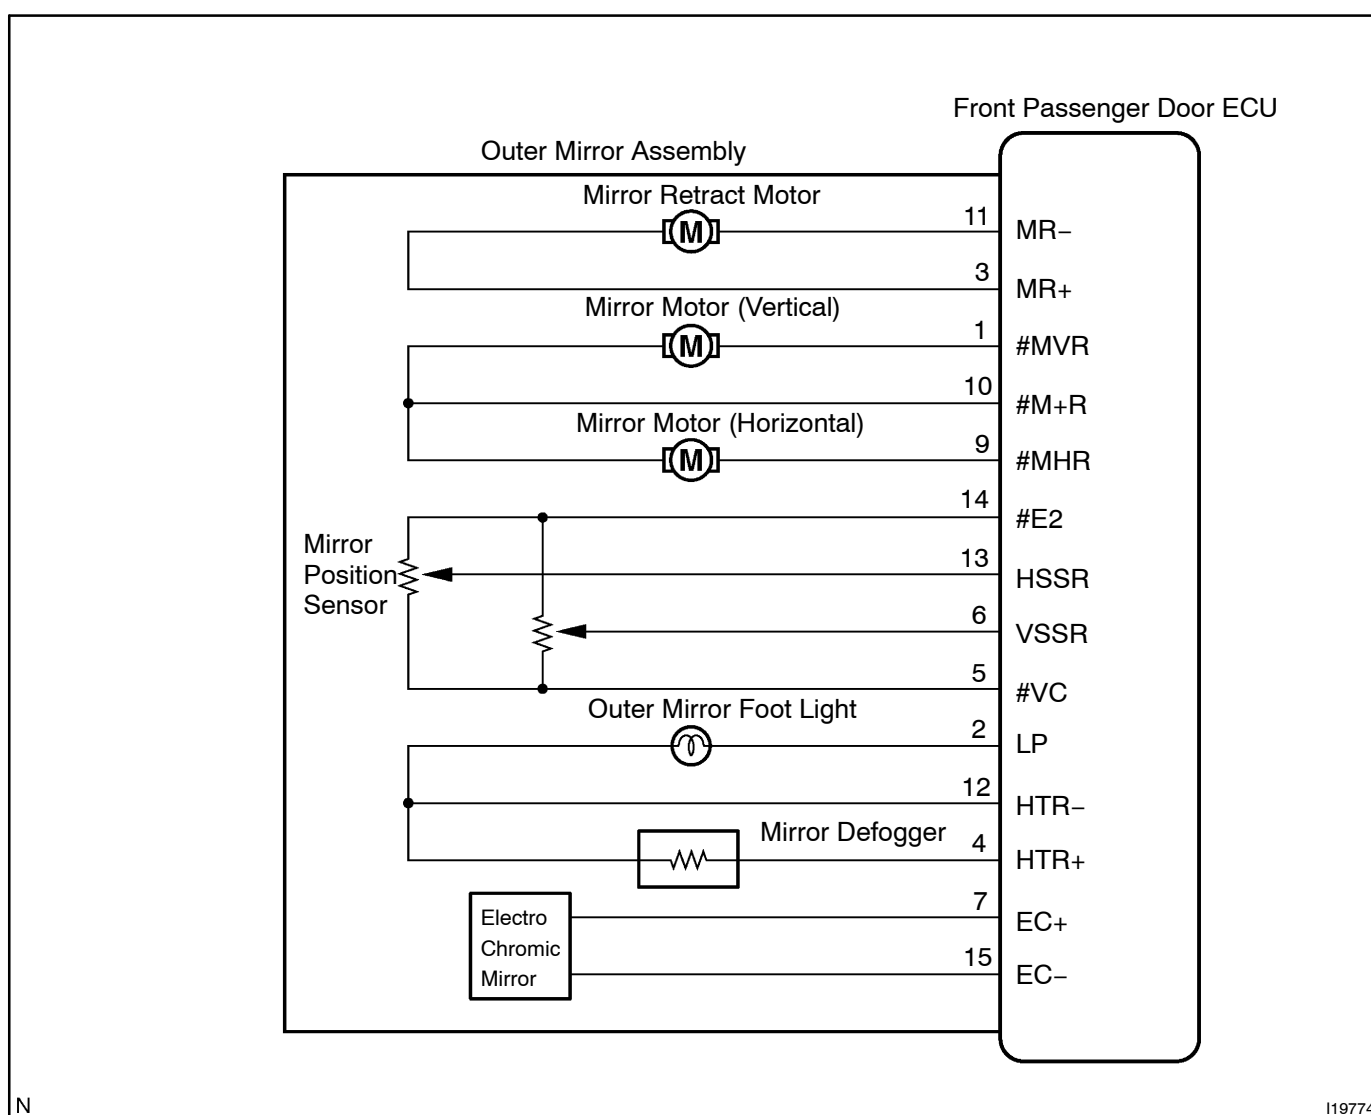 Front Passenger Door ECU
Outer Mirror Assembly
Mirror Retract Motor
M
11
MR−
3
MR+
Mirror Motor (Vertical)
M
1
#MVR
10
#M+R
Mirror Motor (Horizontal)
M
9
#MHR
14
#E2
Mirror
Position
Sensor
13
HSSR
6
VSSR
5
#VC
Outer Mirror Foot Light
2
LP
12
HTR−
Mirror Defogger
4
HTR+
Electro
Chromic
Mirror
7
EC+
15
EC−
N
I19774